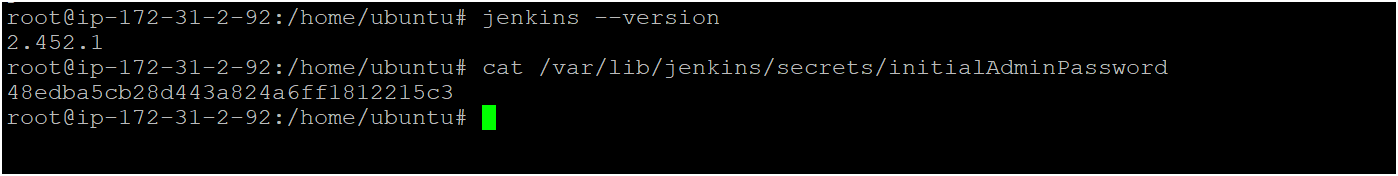 root@ip-172-31-2-92:/home/ubuntu# jenkins --version
2.452.1
root@ip-172-31-2-92:/home/ubuntu# cat /var/lib/jenkins/secrets/initialAdminPassword
48edba5cb28d443a824a6ff1812215c3
root@ip-172-31-2-92:/home/ubuntu#